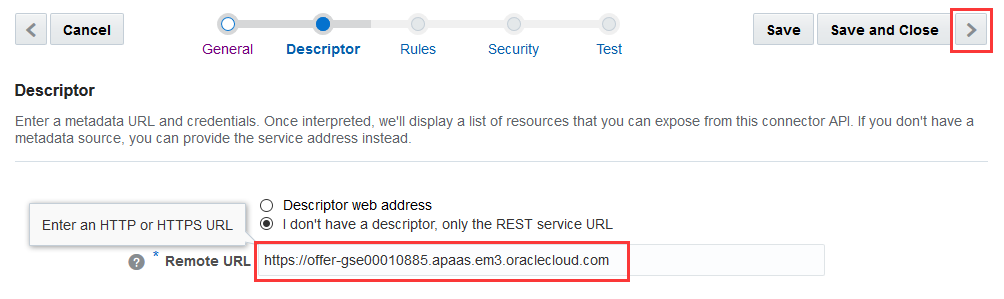 Cancel
General
Descriptor
Rules
Security
Test
Save
Save and Close
Descriptor
Enter a metadata URL and credentials. Once interpreted, we'll display a list of resources that you can expose from this connector API. If you don't have a
metadata source, you can provide the service address instead.
Descriptor web address
I don't have a descriptor, only the REST service URL
Enter an HTTP or HTTPS URL
? * Remote URL https://offer-gse00010885.apaas.em3.oraclecloud.com